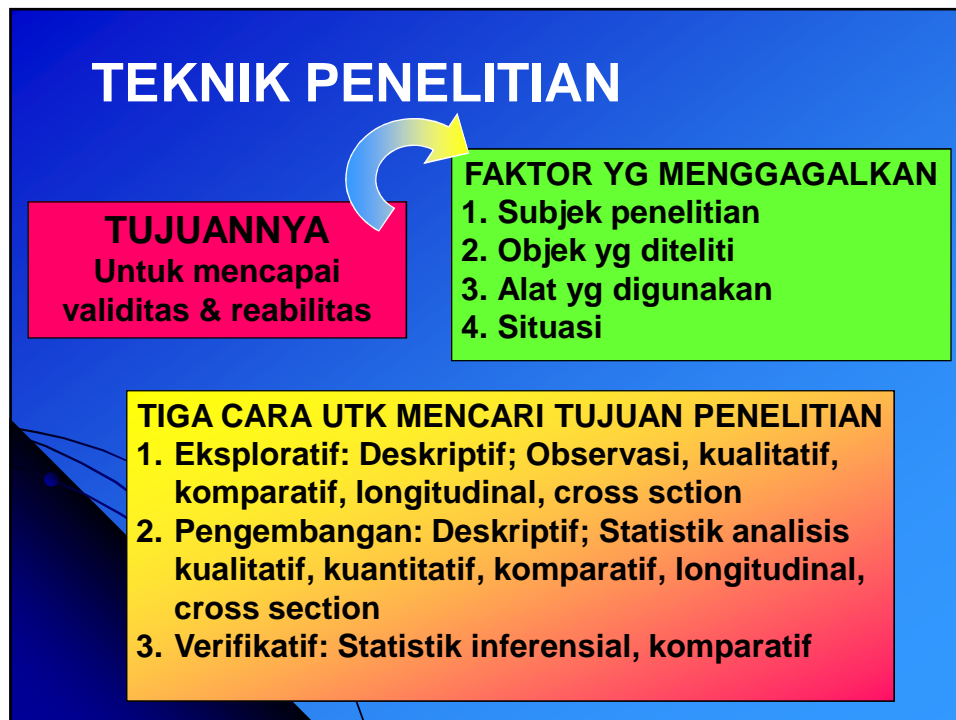 TEKNIK PENELITIAN
TUJUANNYA
Untuk mencapai
validitas & reabilitas
FAKTOR YG MENGGAGALKAN
1. Subjek penelitian
2. Objek yg diteliti
3. Alat yg digunakan
4. Situasi
TIGA CARA UTK MENCARI TUJUAN PENELITIAN
1. Eksploratif: Deskriptif; Observasi, kualitatif,
komparatif, longitudinal, cross sction
2. Pengembangan: Deskriptif; Statistik analisis
kualitatif, kuantitatif, komparatif, longitudinal,
cross section
3. Verifikatif: Statistik inferensial, komparatif